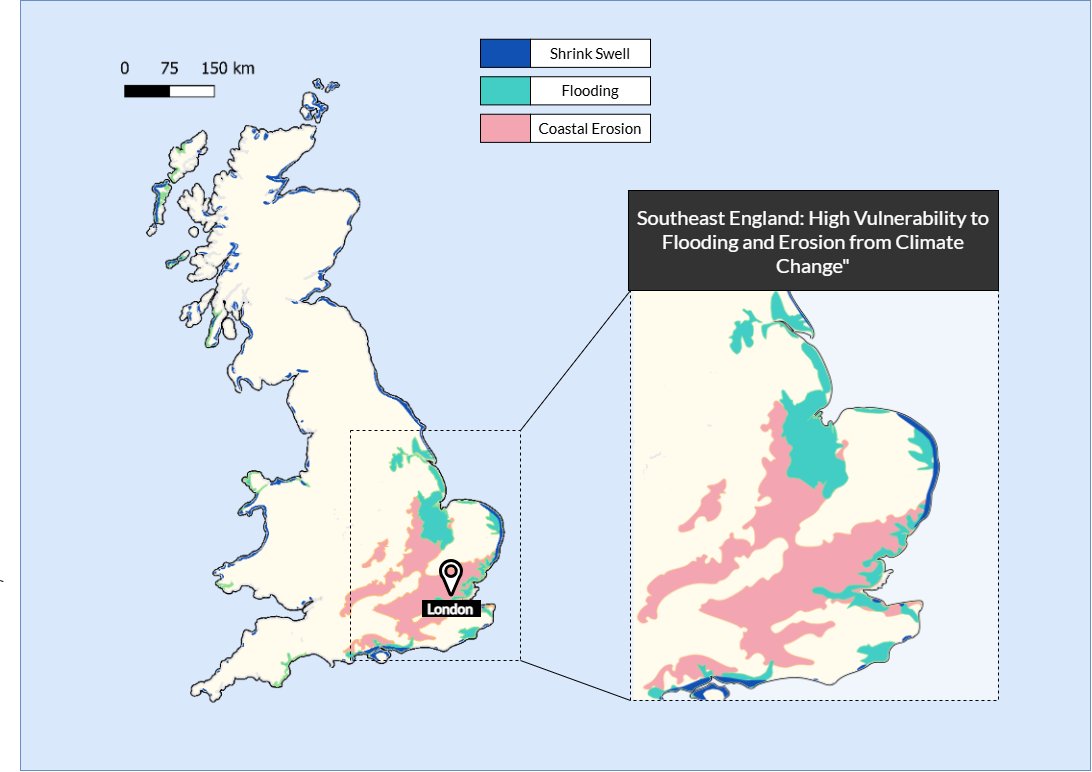 0 75 150 km
Shrink Swell
Flooding
Coastal Erosion
Southeast England: High Vulnerability to
Flooding and Erosion from Climate
Change"
London